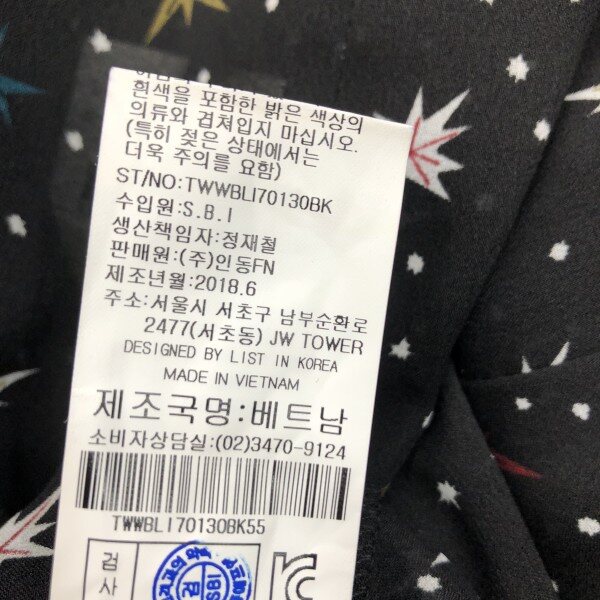 흰색을 포함한 밝은 색상의
의류와 겹쳐입지 마십시오.
(특히 젖은 상태에서는
더욱 주의를 요함)
ST/NO:TWWBLI70130BK
수입원:S.B.I
생산책임자:정재철
판매원:(주)인동FN
제조년월:2018.6
주소:서울시 서초구 남부순환로
2477(서초동) JW TOWER
DESIGNED BY LIST IN KOREA
MADE IN VIETNAM
제조국명:베트남
소비자상담실:(02)3470-9124
TWWBLI70130BK55
검사
SBI